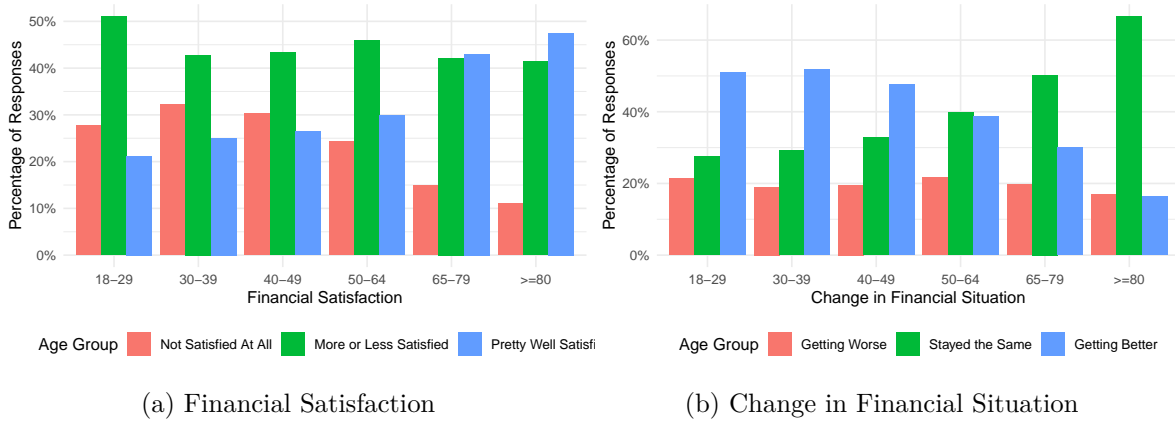 Percentage of Responses
50%
40%
30%
20%
10%
0%
18–29 30–39 40–49 50–64 65–79 >=80
Financial Satisfaction
Age Group Not Satisfied At All More or Less Satisfied Pretty Well Satisfi
(a) Financial Satisfaction
Percentage of Responses
60%
40%
20%
0%
18–29 30–39 40–49 50–64 65–79 >=80
Change in Financial Situation
Age Group Getting Worse Stayed the Same Getting Better
(b) Change in Financial Situation